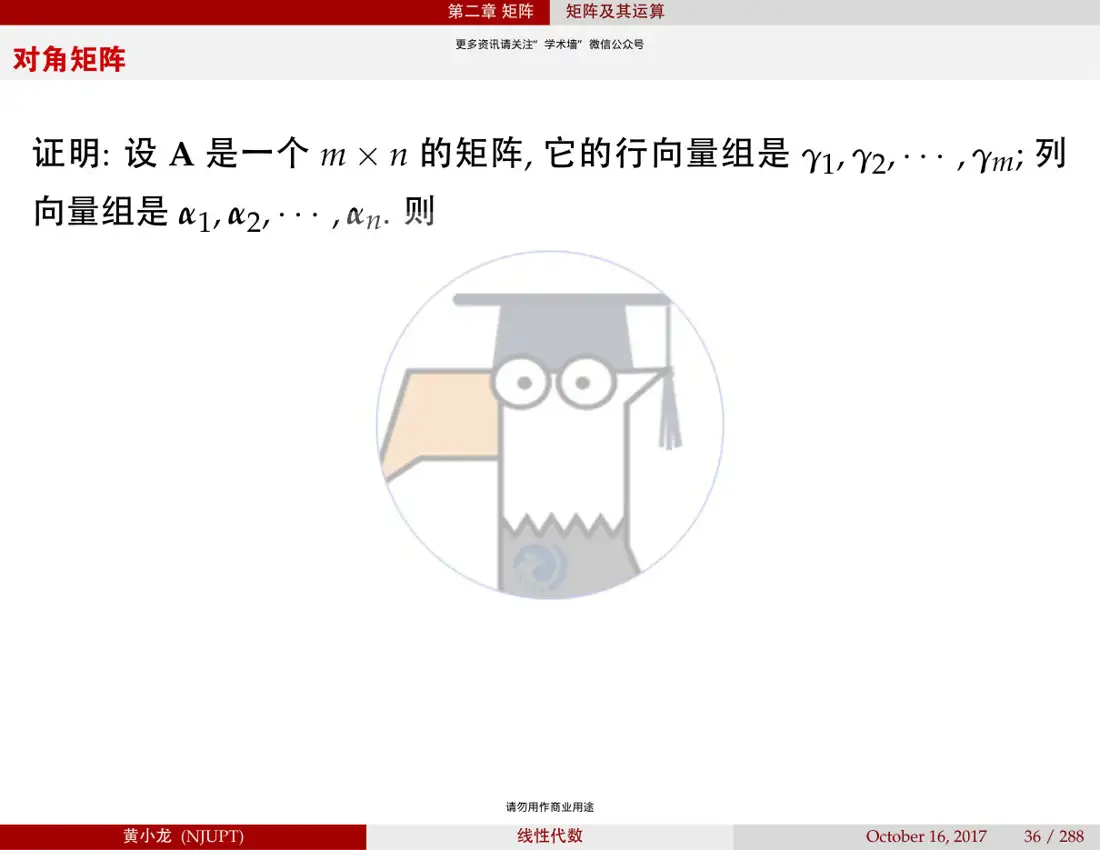 第二章 矩阵 矩阵及其运算
对角矩阵
更多资讯请关注“学术墙”微信公众号
证明: 设 A 是一个 m × n 的矩阵, 它的行向量组是 γ₁, γ₂, ⋯ , γₘ; 列
向量组是 α₁, α₂, ⋯ , αₙ. 则
请勿用作商业用途
黄小龙 (NJUPT) 线性代数 October 16, 2017 36 / 288